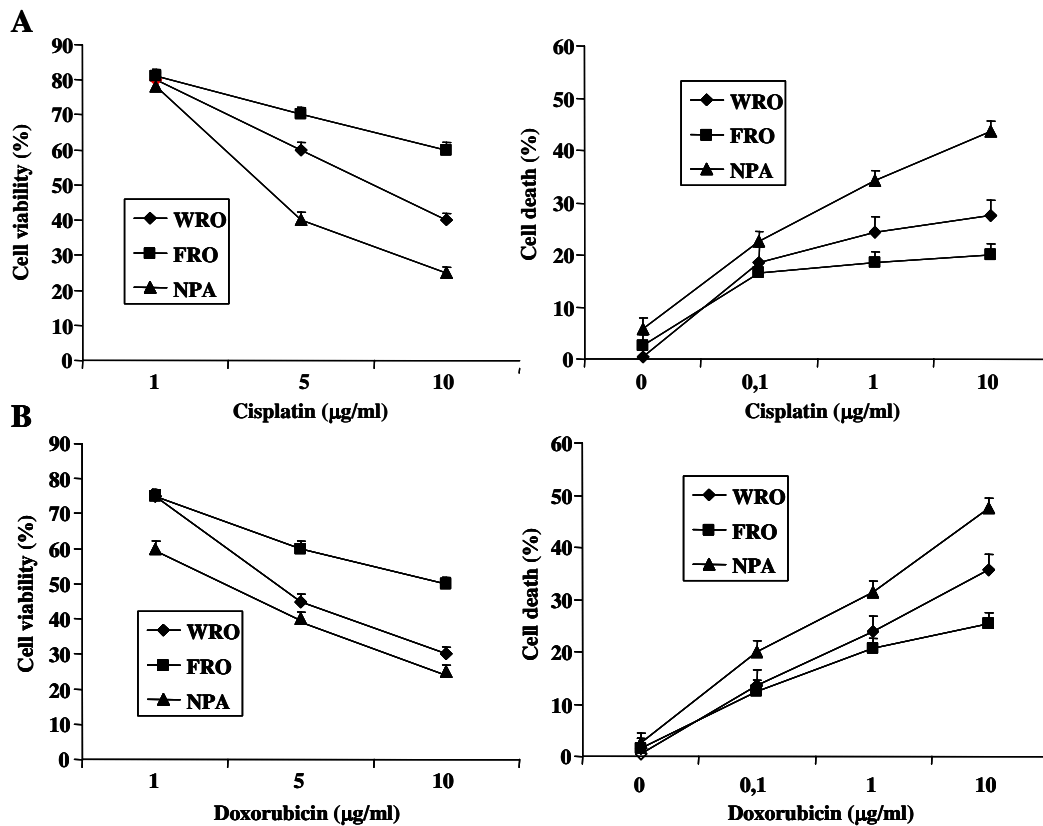 A
90
80
70
60
50
40
30
20
10
0
Cell viability (%)
WRO
FRO
NPA
1 5 10
Cisplatin (µg/ml)
60
50
40
30
20
10
0
Cell death (%)
WRO
FRO
NPA
0 0,1 1 10
Cisplatin (µg/ml)
B
90
80
70
60
50
40
30
20
10
0
Cell viability (%)
WRO
FRO
NPA
1 5 10
Doxorubicin (µg/ml)
60
50
40
30
20
10
0
Cell death (%)
WRO
FRO
NPA
0 0,1 1 10
Doxorubicin (µg/ml)